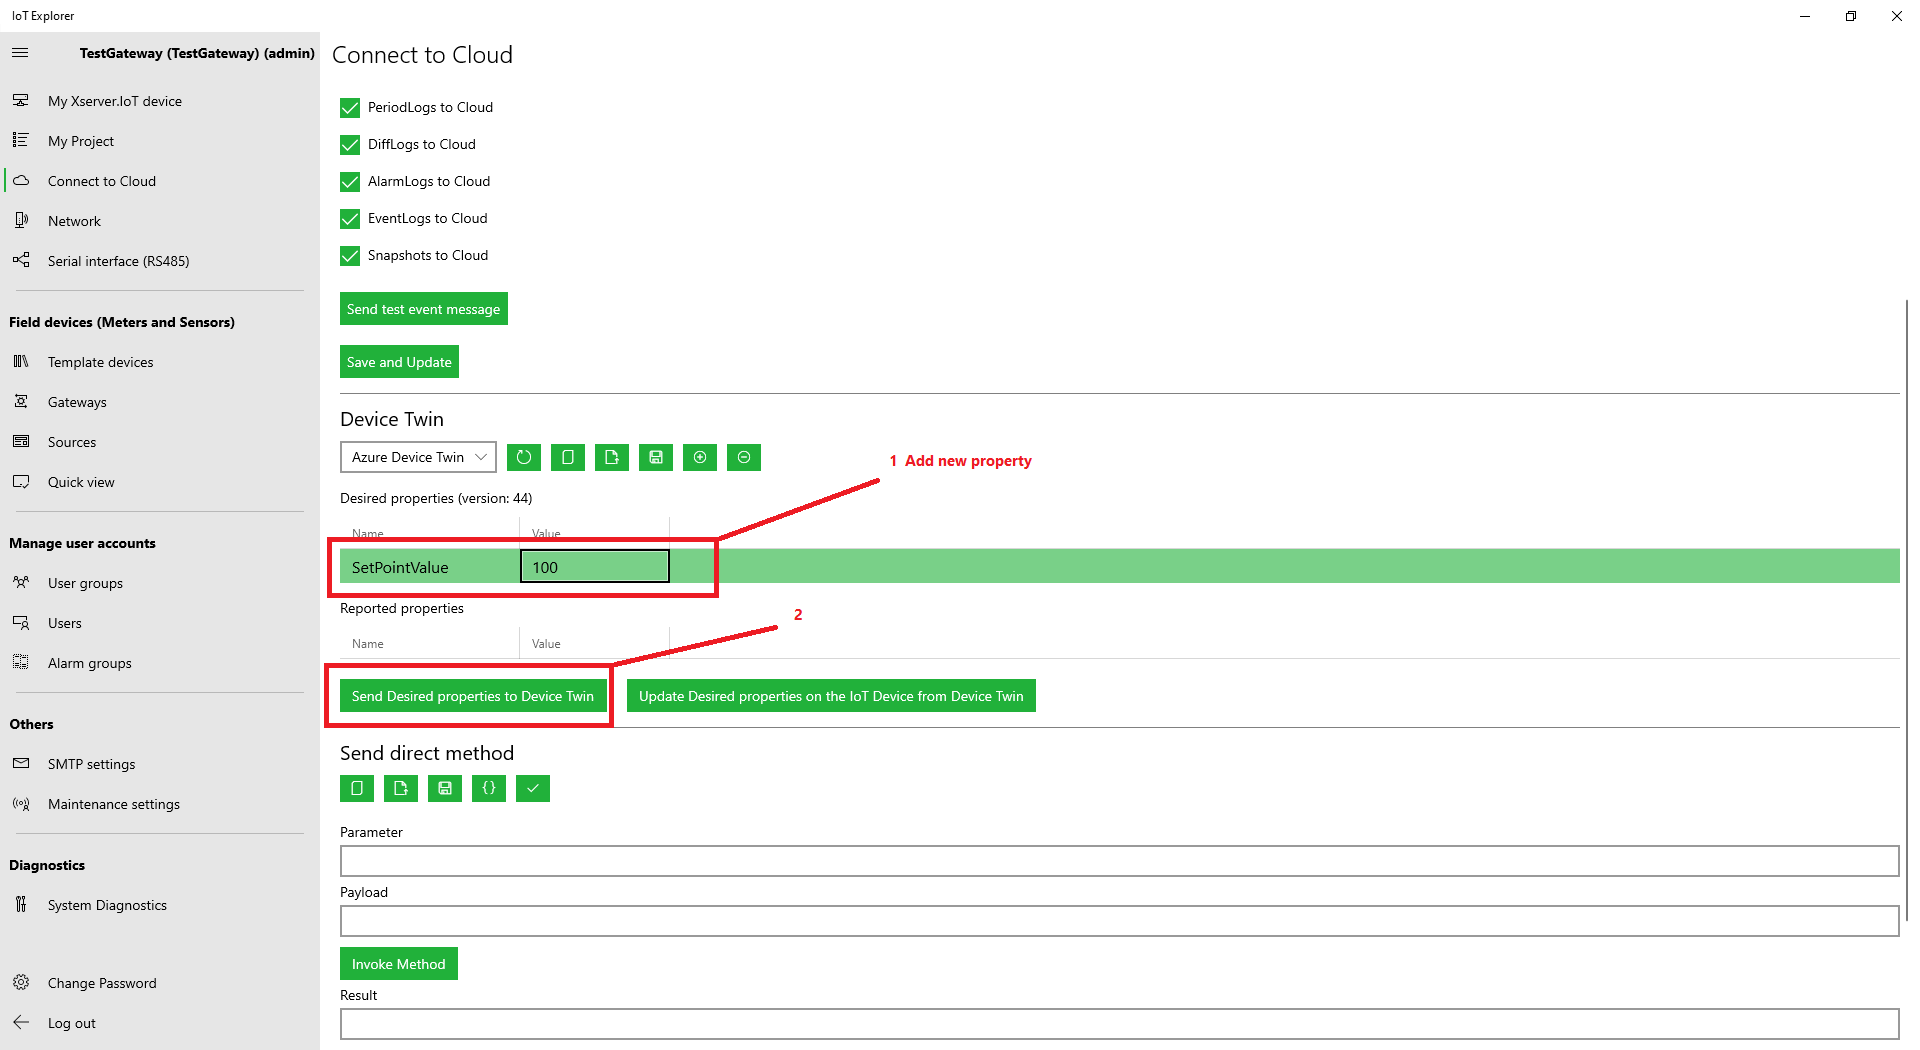 IoT Explorer
TestGateway (TestGateway) (admin)
My Xserver.IoT device
My Project
Connect to Cloud
Network
Serial interface (RS485)
Field devices (Meters and Sensors)
Template devices
Gateways
Sources
Quick view
Manage user accounts
User groups
Users
Alarm groups
Others
SMTP settings
Maintenance settings
Diagnostics
System Diagnostics
Change Password
Log out
Connect to Cloud
PeriodLogs to Cloud
DiffLogs to Cloud
AlarmLogs to Cloud
EventLogs to Cloud
Snapshots to Cloud
Send test event message
Save and Update
Device Twin
Azure Device Twin
1 Add new property
Desired properties (version: 44)
Name Value
SetPointValue 100
Reported properties
2
Name Value
Send Desired properties to Device Twin Update Desired properties on the IoT Device from Device Twin
Send direct method
Parameter
Payload
Invoke Method
Result